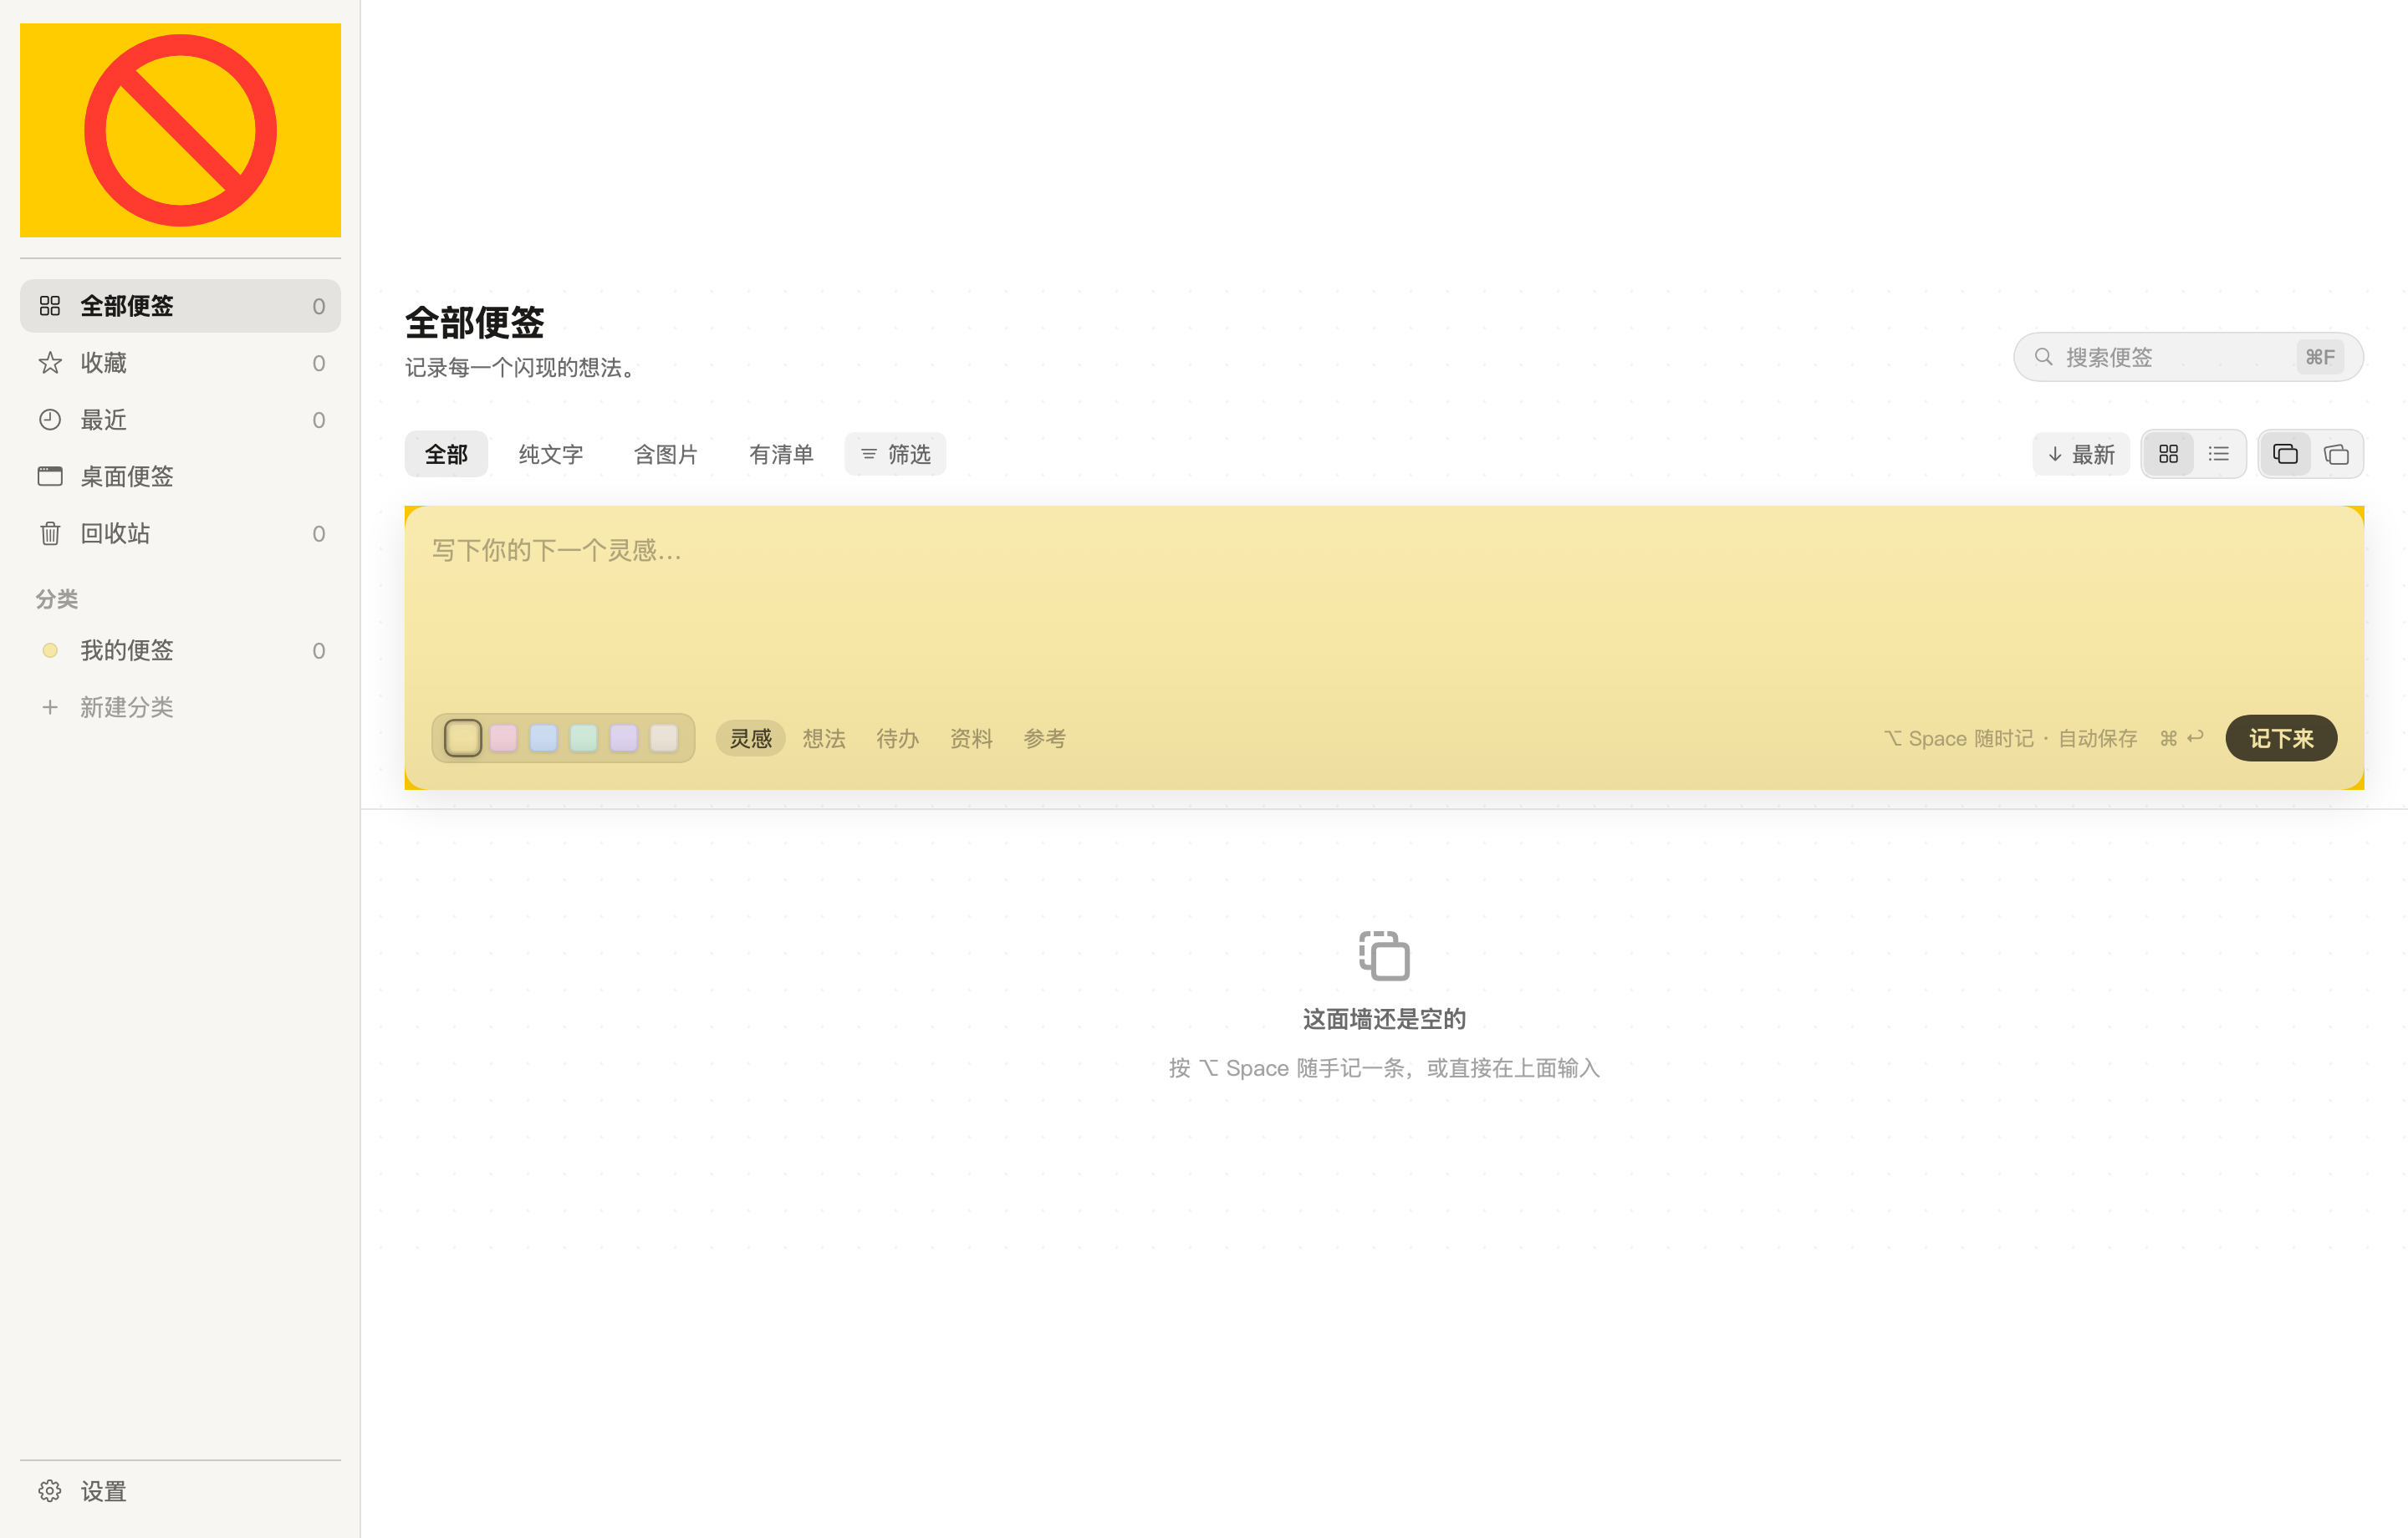 全部便签 0
收藏 0
最近 0
桌面便签
回收站 0
分类
我的便签 0
新建分类
设置
全部便签
记录每一个闪现的想法。
搜索便签 ⌘F
全部 纯文字 含图片 有清单 筛选 最新
写下你的下一个灵感...
灵感 想法 待办 资料 参考 ⌥ Space 随时记 · 自动保存 ⌘ ↩ 记下来
这面墙还是空的
按 ⌥ Space 随手记一条，或直接在上面输入